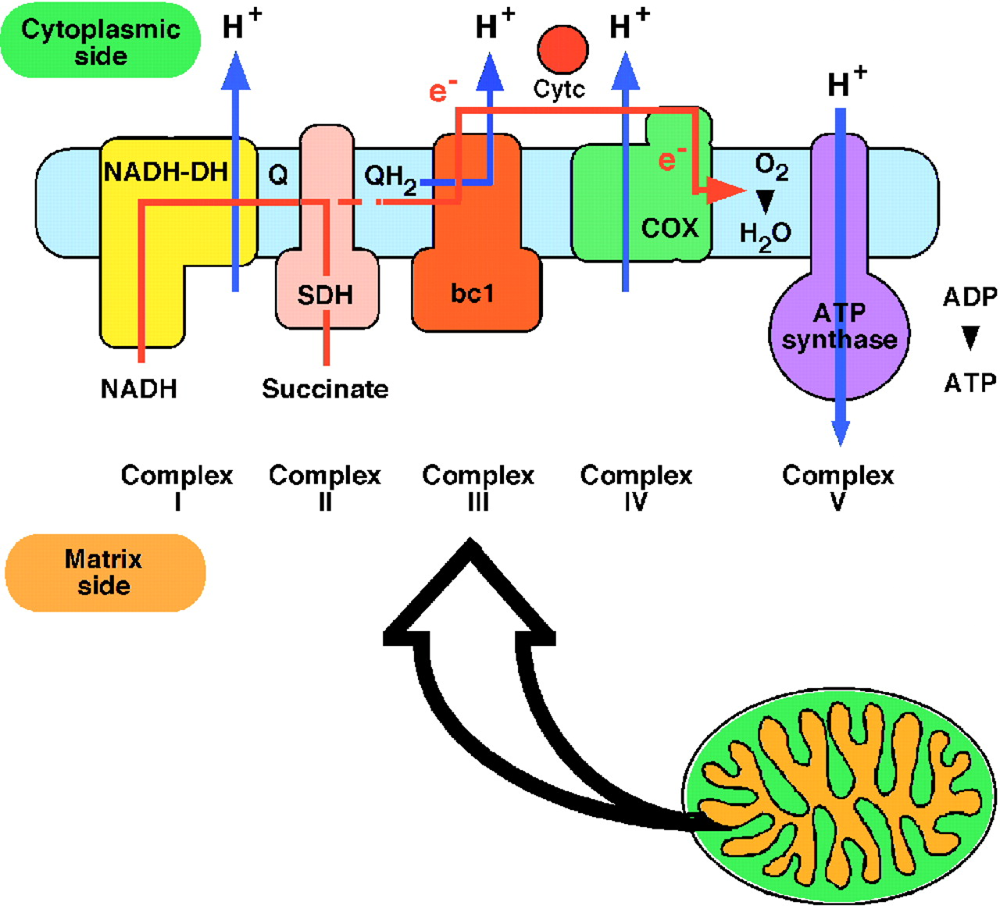 Cytoplasmic
side
H+
H+
H+
H+
Cytc
e-
e-
NADH-DH
Q
QH2
O2
H2O
COX
SDH
bc1
ATP
synthase
ADP
ATP
NADH
Succinate
Complex
I
Complex
II
Complex
III
Complex
IV
Complex
V
Matrix
side